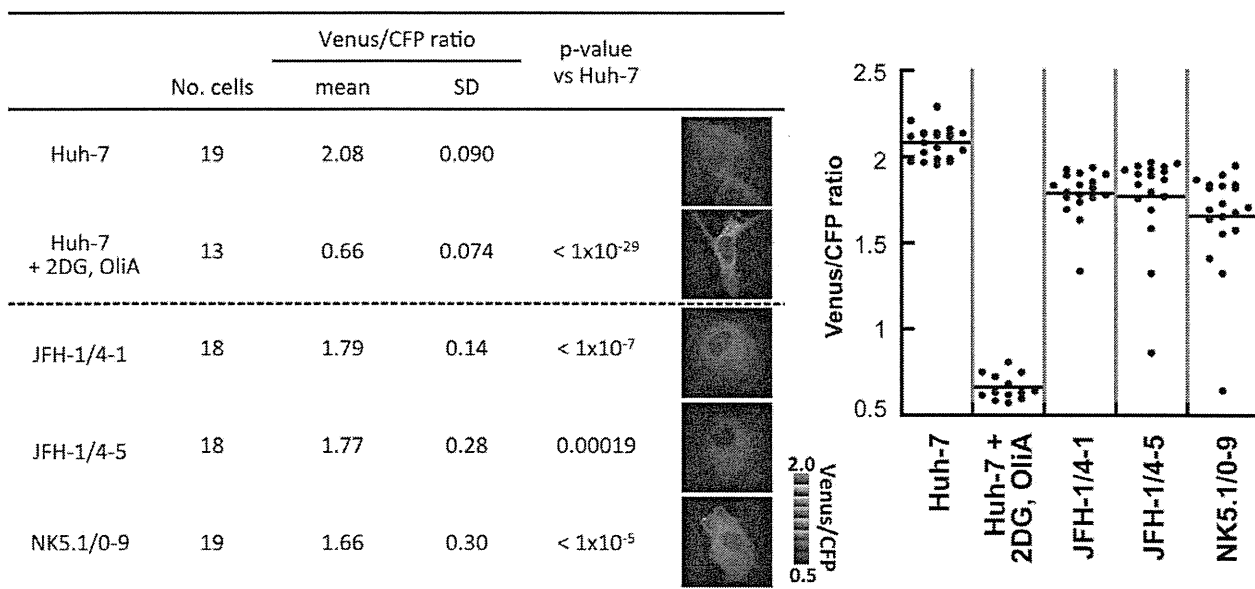 Venus/CFP ratio
p-value
vs Huh-7
No. cells mean SD
Huh-7 19 2.08 0.090
Huh-7
+ 2DG, OliA 13 0.66 0.074 < 1x10⁻²⁹
JFH-1/4-1 18 1.79 0.14 < 1x10⁻⁷
JFH-1/4-5 18 1.77 0.28 0.00019
NK5.1/0-9 19 1.66 0.30 < 1x10⁻⁵
2.0
Venus/CFP
0.5
Venus/CFP ratio
2.5
2
1.5
1
0.5
Huh-7
Huh-7 +
2DG, OliA
JFH-1/4-1
JFH-1/4-5
NK5.1/0-9